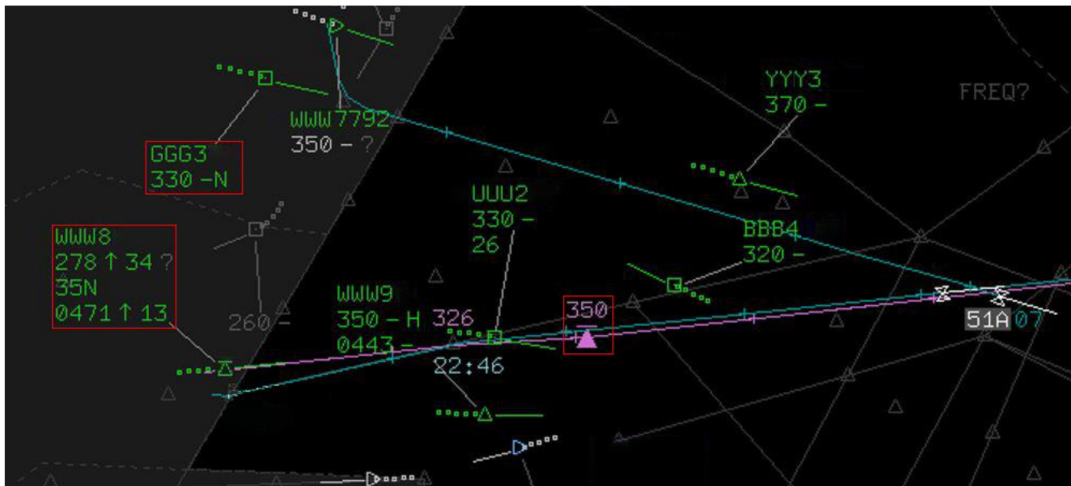 YYY3
370 -
FREQ?
WWW7792
350 - ?
GGG3
330 -N
UUU2
330 -
26
BBB4
320 -
WWW8
278 ↑ 34 ?
35N
0471 ↑ 13
260 -
WWW9
350 - H
0443 -
326
350
22:46
51A 07